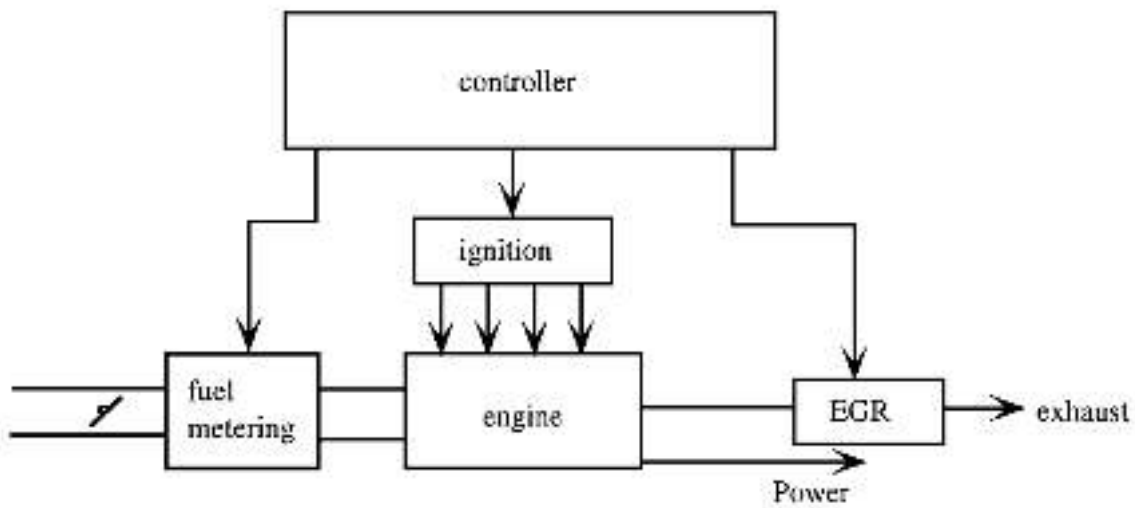 controller
ignition
fuel
metering
engine
EGR
exhaust
Power